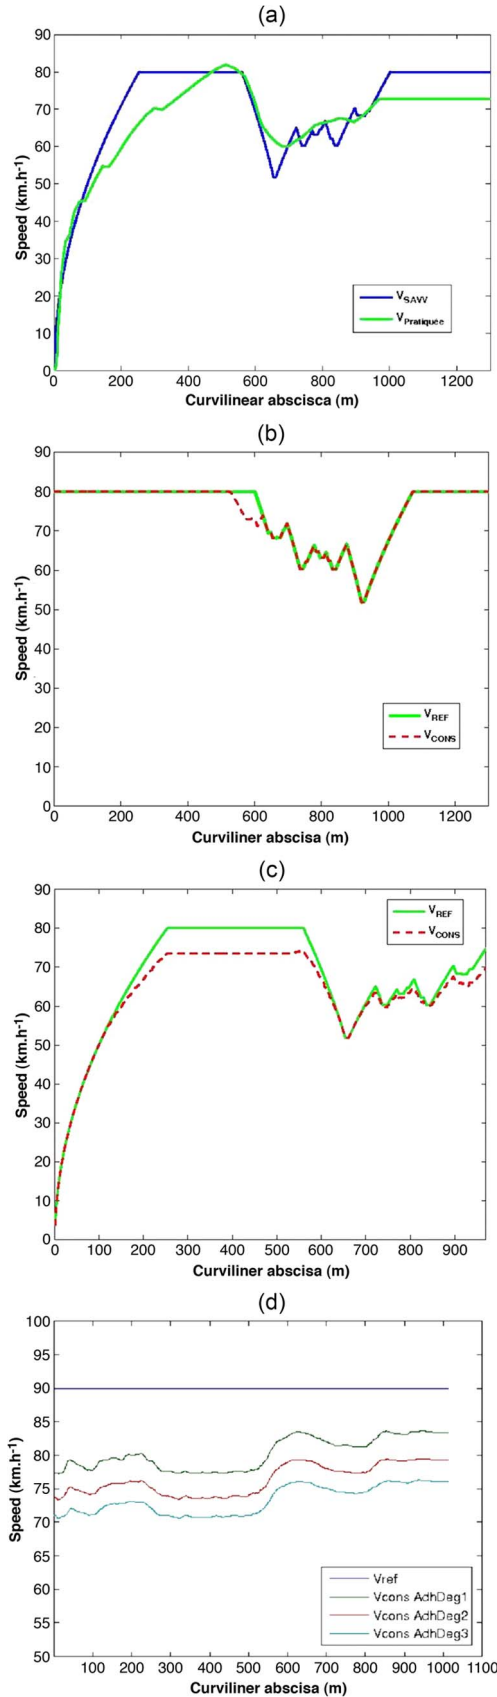 (a)
90
80
70
60
50
40
30
20
10
0
Speed (km.h-1)
VSAVV
VPratiquée
0 200 400 600 800 1000 1200
Curvilinear abscisca (m)
(b)
90
80
70
60
50
40
30
20
10
0
Speed (km.h-1)
VREF
VCONS
0 200 400 600 800 1000 1200
Curviliner abscisa (m)
(c)
90
80
70
60
50
40
30
20
10
0
Speed (km.h-1)
VREF
VCONS
0 100 200 300 400 500 600 700 800 900
Curviliner abscisa (m)
(d)
100
95
90
85
80
75
70
65
60
55
50
Speed (km.h-1)
Vref
Vcons AdhDeg1
Vcons AdhDeg2
Vcons AdhDeg3
100 200 300 400 500 600 700 800 900 1000 1100
Curviliner abscisa (m)